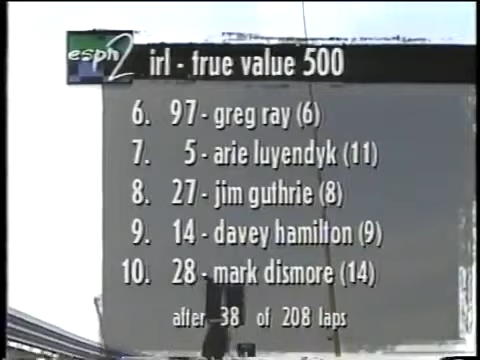 espn2
irl - true value 500
6. 97 - greg ray (6)
7. 5 - arie luyendyk (11)
8. 27 - jim guthrie (8)
9. 14 - davey hamilton (9)
10. 28 - mark dismore (14)
after 38 of 208 laps